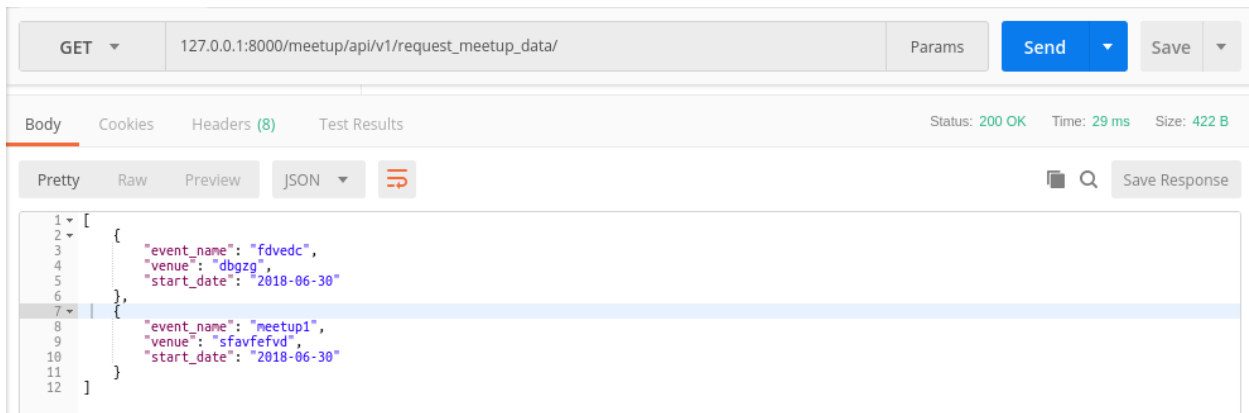 GET 127.0.0.1:8000/meetup/api/v1/request_meetup_data/ Params Send Save
Body Cookies Headers (8) Test Results Status: 200 OK Time: 29 ms Size: 422 B
Pretty Raw Preview JSON Save Response
1 [
2 {
3 "event_name": "fdvedc",
4 "venue": "dbgzg",
5 "start_date": "2018-06-30"
6 },
7 {
8 "event_name": "meetup1",
9 "venue": "sfavfefvd",
10 "start_date": "2018-06-30"
11 }
12 ]